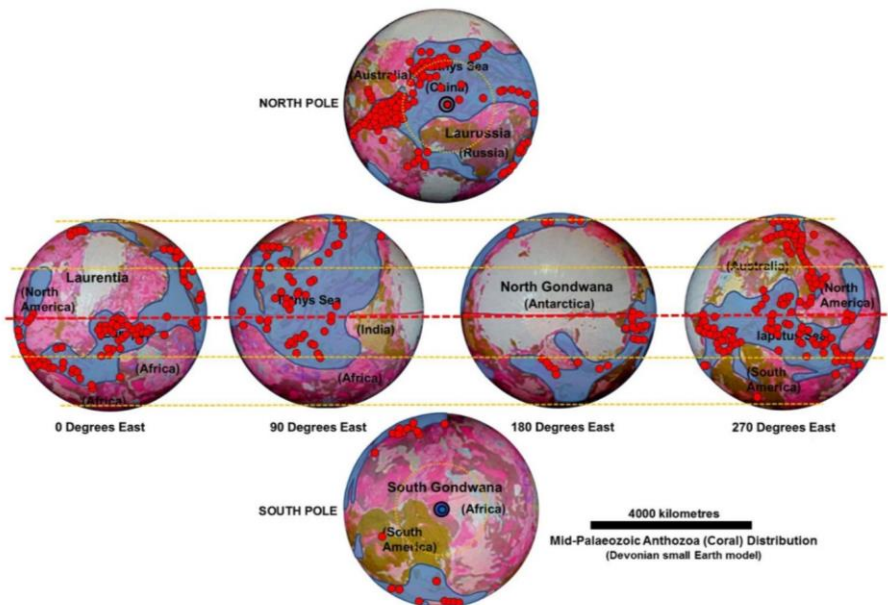 (Australia)
Sea
(China)
NORTH POLE
Laurussia
(Russia)
Laurentia
(North
America)
(Africa)
(Africa)
Sea
(India)
(Africa)
North Gondwana
(Antarctica)
(Australia)
(North
America)
Iapetus Sea
(South
America)
0 Degrees East
90 Degrees East
180 Degrees East
270 Degrees East
SOUTH POLE
South Gondwana
(Africa)
(South
America)
4000 kilometres
Mid-Palaeozoic Anthozoa (Coral) Distribution
(Devonian small Earth model)